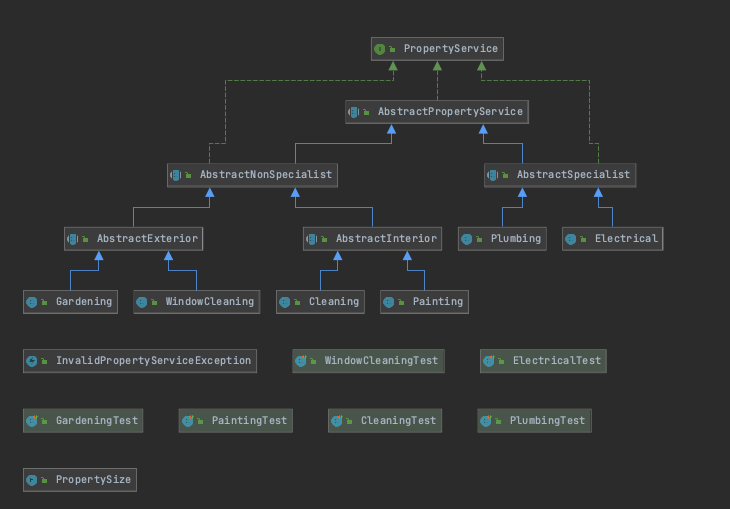 PropertyService
AbstractPropertyService
AbstractNonSpecialist
AbstractSpecialist
AbstractExterior
AbstractInterior
Plumbing
Electrical
Gardening
WindowCleaning
Cleaning
Painting
InvalidPropertyServiceException
WindowCleaningTest
ElectricalTest
GardeningTest
PaintingTest
CleaningTest
PlumbingTest
PropertySize